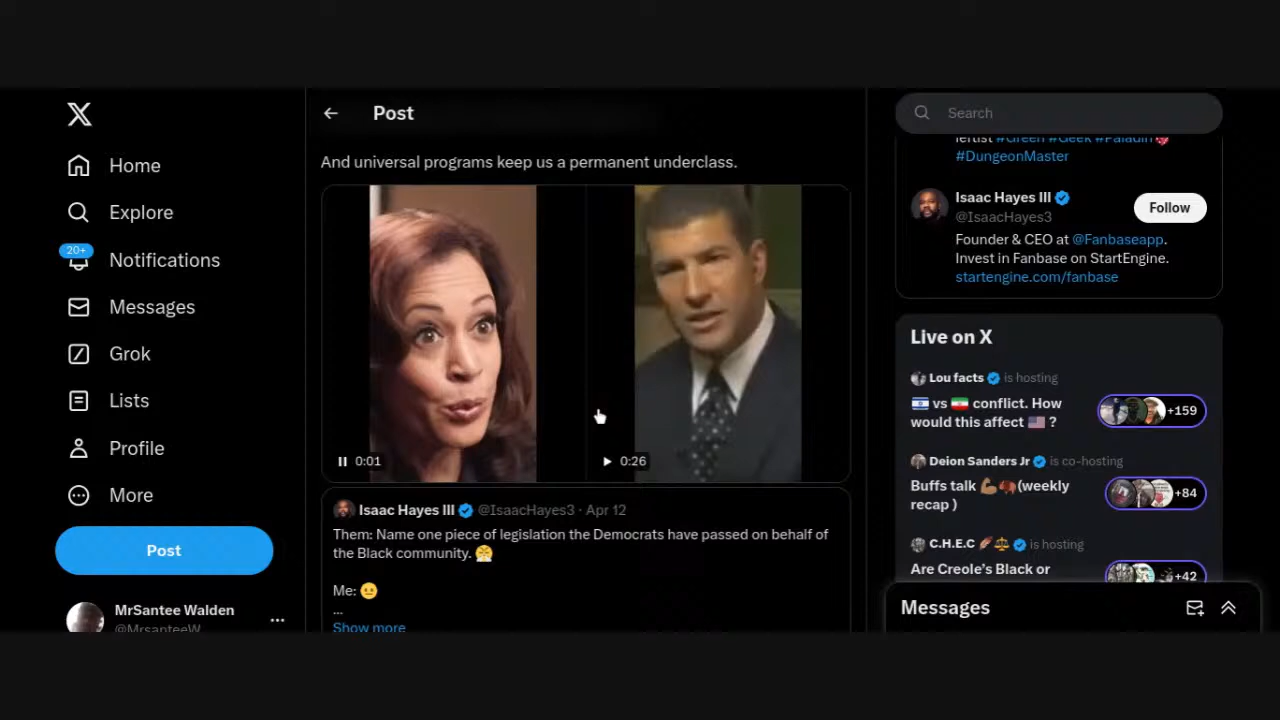 Post
Search
And universal programs keep us a permanent underclass.
Home
Explore
20+
Notifications
Messages
Grok
Lists
Profile
More
Post
MrSantee Walden
@MrsanteeW
0:01
0:26
Isaac Hayes III @IsaacHayes3 · Apr 12
Them: Name one piece of legislation the Democrats have passed on behalf of
the Black community. 😤
Me: 😐
...
Show more
leftist #Green #Geek #Paladin
#DungeonMaster
Isaac Hayes III
@IsaacHayes3
Follow
Founder & CEO at @Fanbaseapp.
Invest in Fanbase on StartEngine.
startengine.com/fanbase
Live on X
Lou facts is hosting
🇮🇱 vs 🇮🇷 conflict. How
would this affect 🇺🇸 ?
+159
Deion Sanders Jr is co-hosting
Buffs talk 💪🏾🦬(weekly
recap )
+84
C.H.E.C is hosting
Are Creole's Black or
+42
Messages